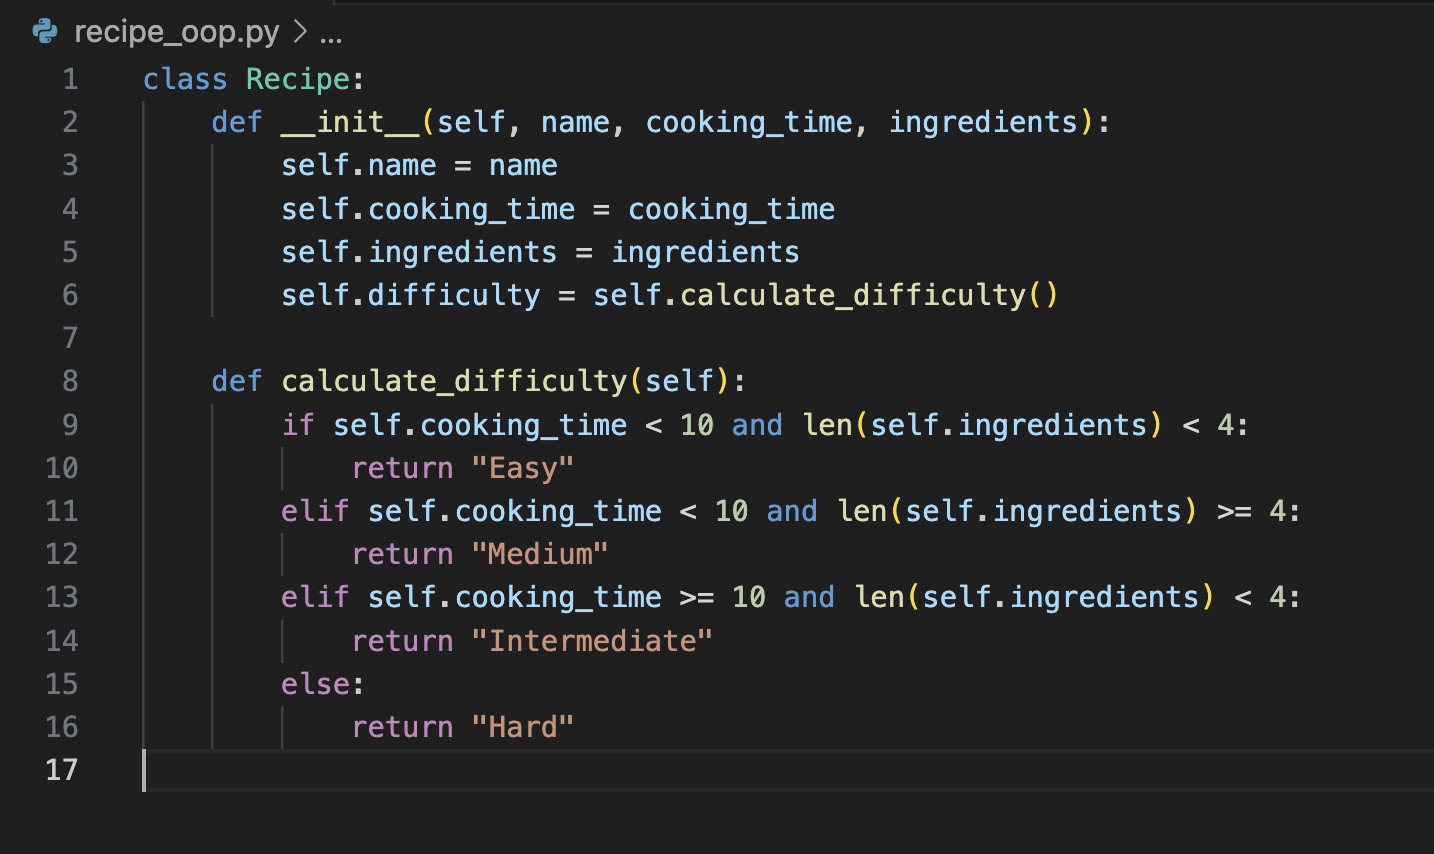 recipe_oop.py > ...
1 class Recipe:
2     def __init__(self, name, cooking_time, ingredients):
3         self.name = name
4         self.cooking_time = cooking_time
5         self.ingredients = ingredients
6         self.difficulty = self.calculate_difficulty()
7
8     def calculate_difficulty(self):
9         if self.cooking_time < 10 and len(self.ingredients) < 4:
10             return "Easy"
11         elif self.cooking_time < 10 and len(self.ingredients) >= 4:
12             return "Medium"
13         elif self.cooking_time >= 10 and len(self.ingredients) < 4:
14             return "Intermediate"
15         else:
16             return "Hard"
17